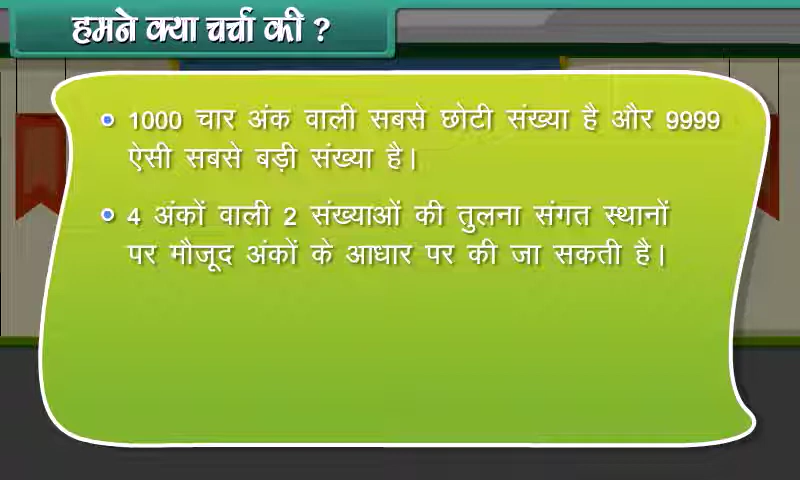 हमने क्या चर्चा की ?
1000 चार अंक वाली सबसे छोटी संख्या है और 9999
ऐसी सबसे बड़ी संख्या है।
4 अंकों वाली 2 संख्याओं की तुलना संगत स्थानों
पर मौजूद अंकों के आधार पर की जा सकती है।